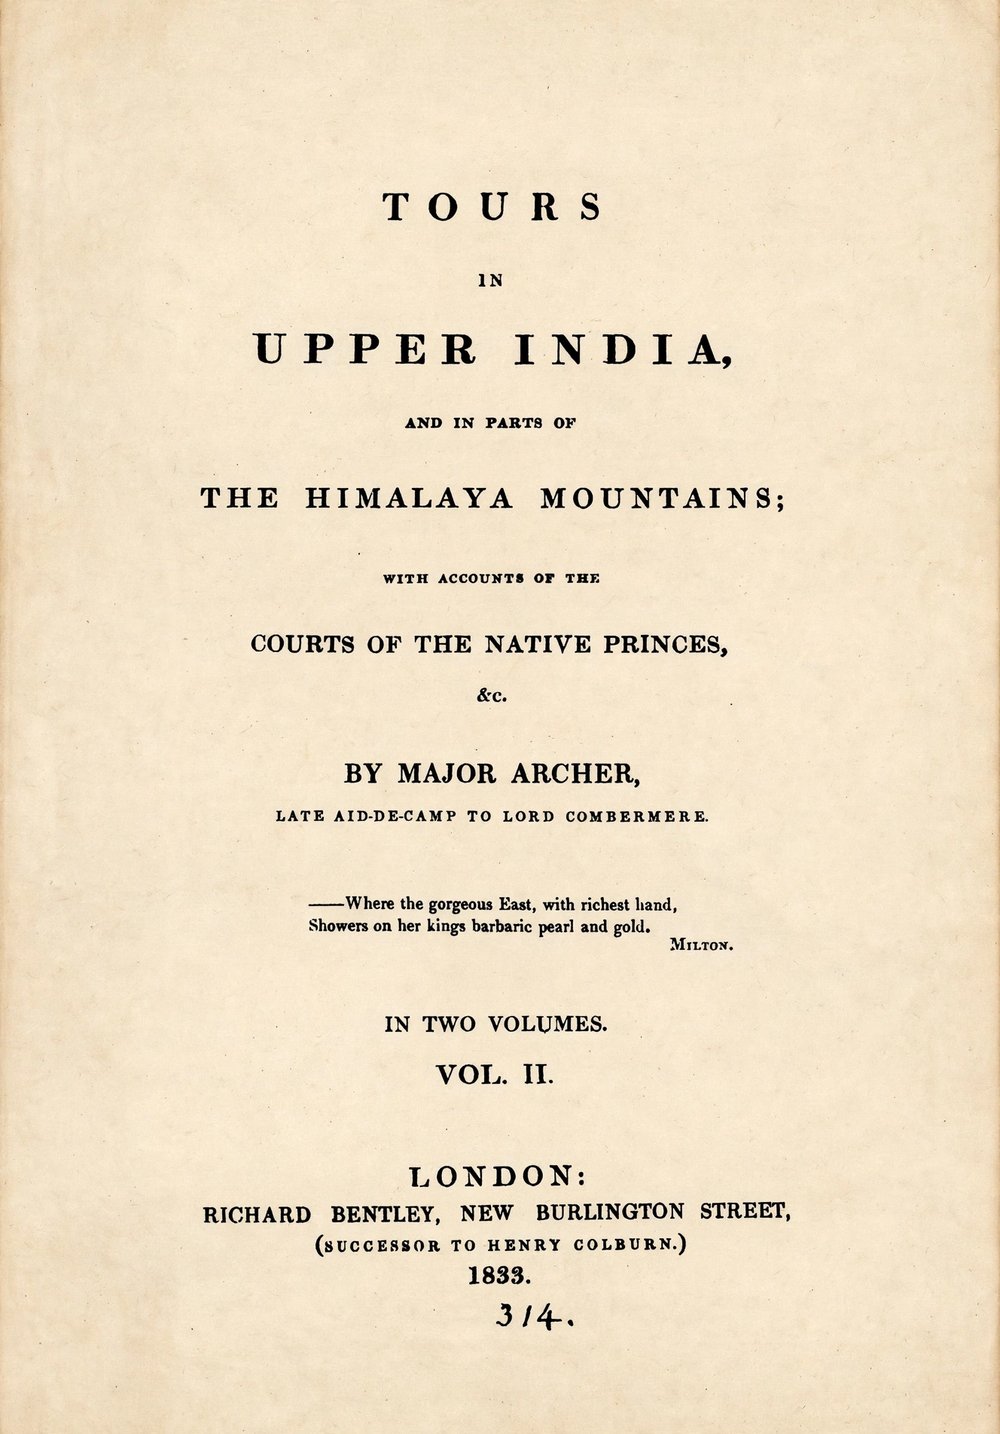 TOURS
IN
UPPER INDIA,
AND IN PARTS OF
THE HIMALAYA MOUNTAINS;
WITH ACCOUNTS OF THE
COURTS OF THE NATIVE PRINCES,
&c.
BY MAJOR ARCHER,
LATE AID-DE-CAMP TO LORD COMBERMERE.
——Where the gorgeous East, with richest hand,
Showers on her kings barbaric pearl and gold.
MILTON.
IN TWO VOLUMES.
VOL. II.
LONDON:
RICHARD BENTLEY, NEW BURLINGTON STREET,
(SUCCESSOR TO HENRY COLBURN.)
1833.
314.